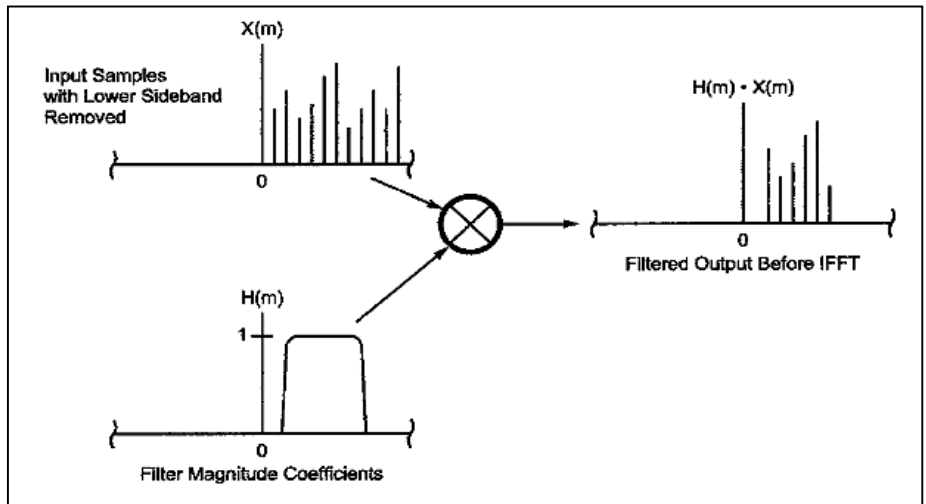 X(m)
Input Samples
with Lower Sideband
Removed
0
H(m) • X(m)
0
Filtered Output Before IFFT
H(m)
1
0
Filter Magnitude Coefficients